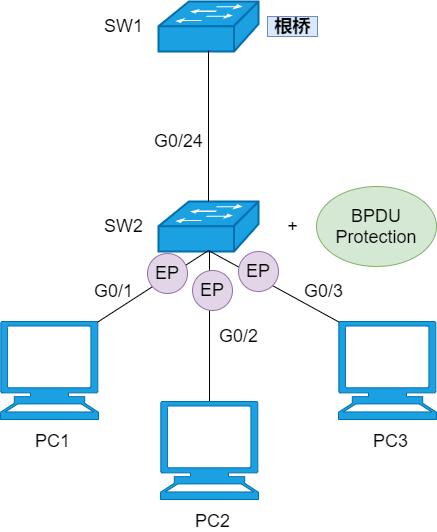 SW1
根桥
G0/24
SW2
+
BPDU
Protection
EP
EP
EP
G0/1
G0/3
G0/2
PC1
PC3
PC2